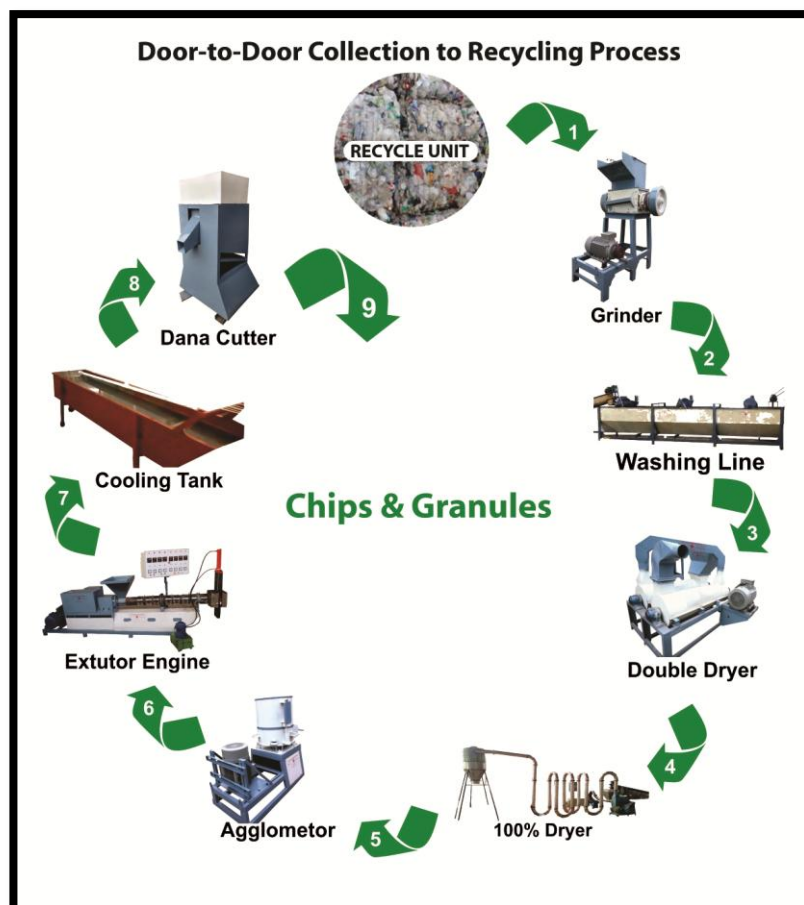 Door-to-Door Collection to Recycling Process
RECYCLE UNIT
1
Grinder
2
Washing Line
3
Double Dryer
4
100% Dryer
5
Agglometor
6
Extutor Engine
7
Cooling Tank
8
Dana Cutter
9
Chips & Granules